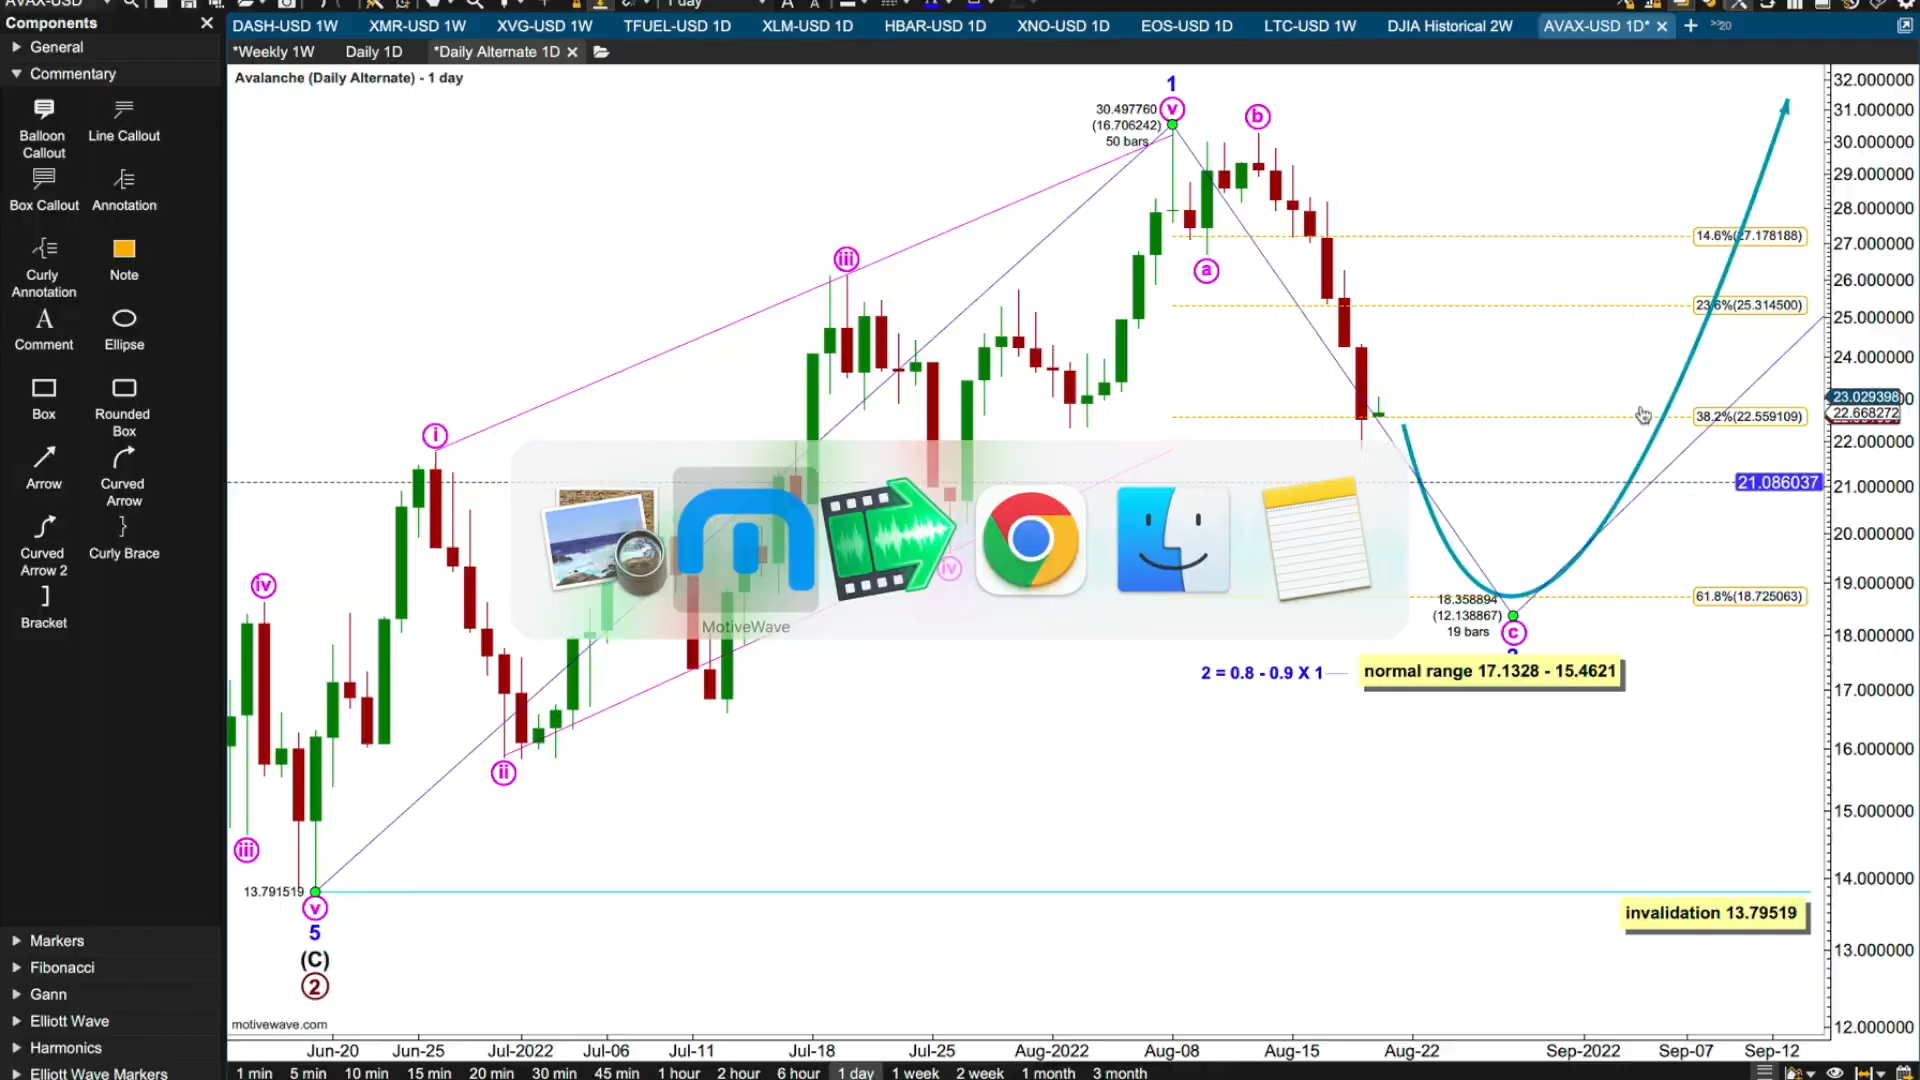 AVAX-USD
1 day
Components
DASH-USD 1W
XMR-USD 1W
XVG-USD 1W
TFUEL-USD 1D
XLM-USD 1D
HBAR-USD 1D
XNO-USD 1D
EOS-USD 1D
LTC-USD 1W
DJIA Historical 2W
AVAX-USD 1D*
20
*Weekly 1W
Daily 1D
*Daily Alternate 1D
General
Commentary
Balloon
Callout
Line Callout
Box Callout
Annotation
Curly
Annotation
Note
Comment
Ellipse
Box
Rounded
Box
Arrow
Curved
Arrow
Curved
Arrow 2
Curly Brace
Bracket
Markers
Fibonacci
Gann
Elliott Wave
Harmonics
Elliott Wave Markers
Avalanche (Daily Alternate) - 1 day
1
v
30.497760
(16.706242)
50 bars
b
a
iii
i
iv
iii
ii
iv
14.6%(27.178188)
23.6%(25.314500)
38.2%(22.559109)
61.8%(18.725063)
18.358894
(12.138867)
19 bars
c
2 = 0.8 - 0.9 X 1
normal range 17.1328 - 15.4621
MotiveWave
13.791519
v
5
(C)
2
invalidation 13.79519
motivewave.com
32.000000
31.000000
30.000000
29.000000
28.000000
27.000000
26.000000
25.000000
24.000000
23.029398
22.668272
22.000000
21.086037
21.000000
20.000000
19.000000
18.000000
17.000000
16.000000
15.000000
14.000000
13.000000
12.000000
Jun-20
Jun-25
Jul-2022
Jul-06
Jul-11
Jul-18
Jul-25
Aug-2022
Aug-08
Aug-15
Aug-22
Sep-2022
Sep-07
Sep-12
1 min
5 min
10 min
15 min
20 min
30 min
45 min
1 hour
2 hour
6 hour
1 day
1 week
2 week
1 month
3 month